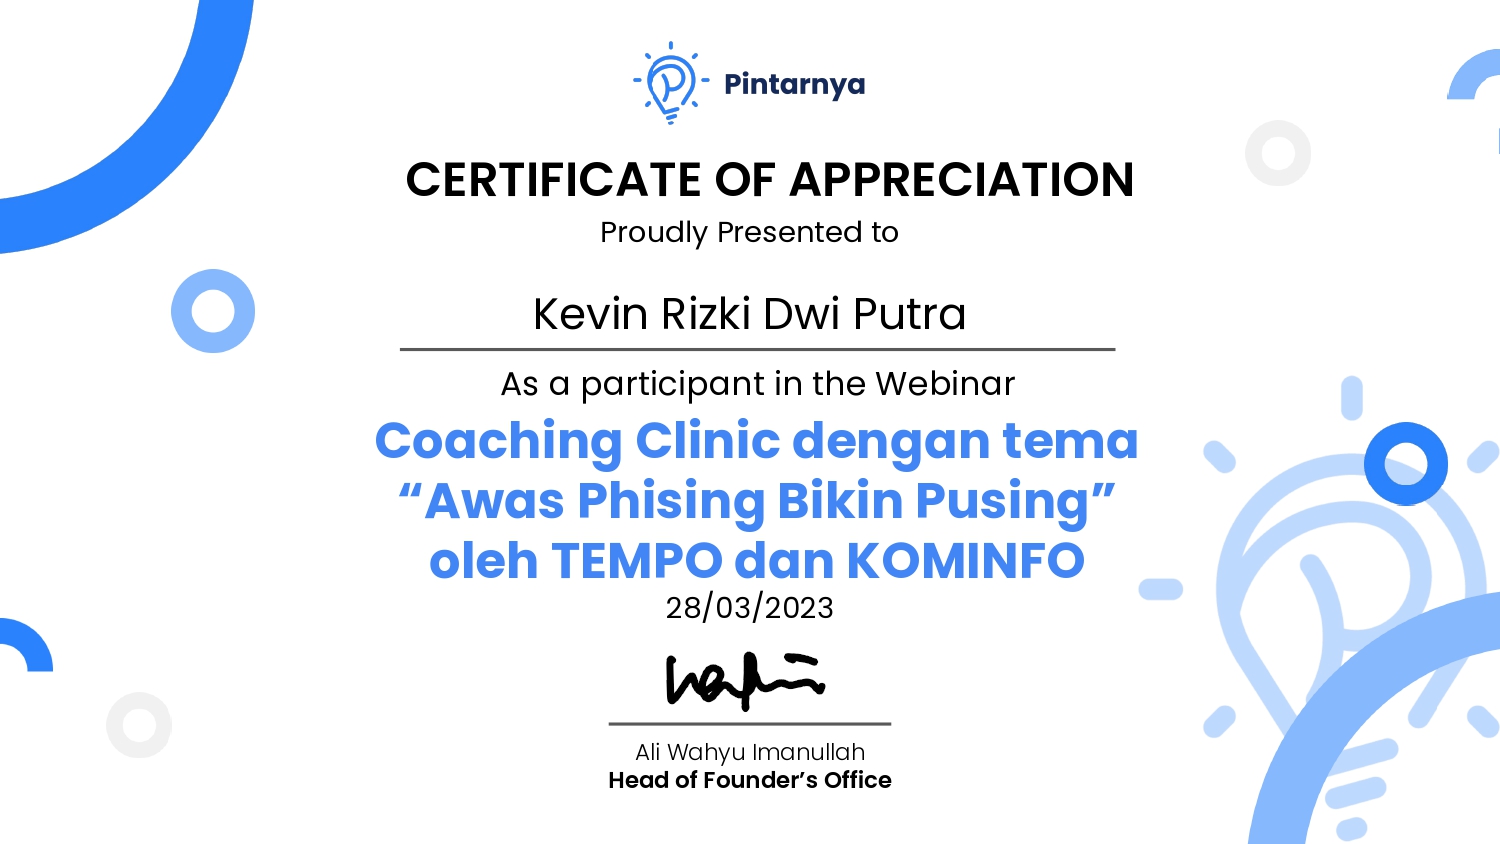 Pintarnya
CERTIFICATE OF APPRECIATION
Proudly Presented to
Kevin Rizki Dwi Putra
As a participant in the Webinar
Coaching Clinic dengan tema
“Awas Phising Bikin Pusing”
oleh TEMPO dan KOMINFO
28/03/2023
Ali Wahyu Imanullah
Head of Founder’s Office